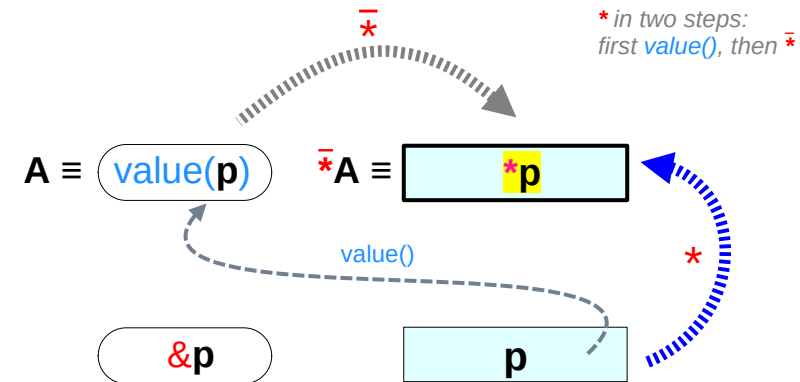 *̅
* in two steps:
first value(), then *̅
A ≡ value(p) *̅A ≡ *p
value()
*
&p p